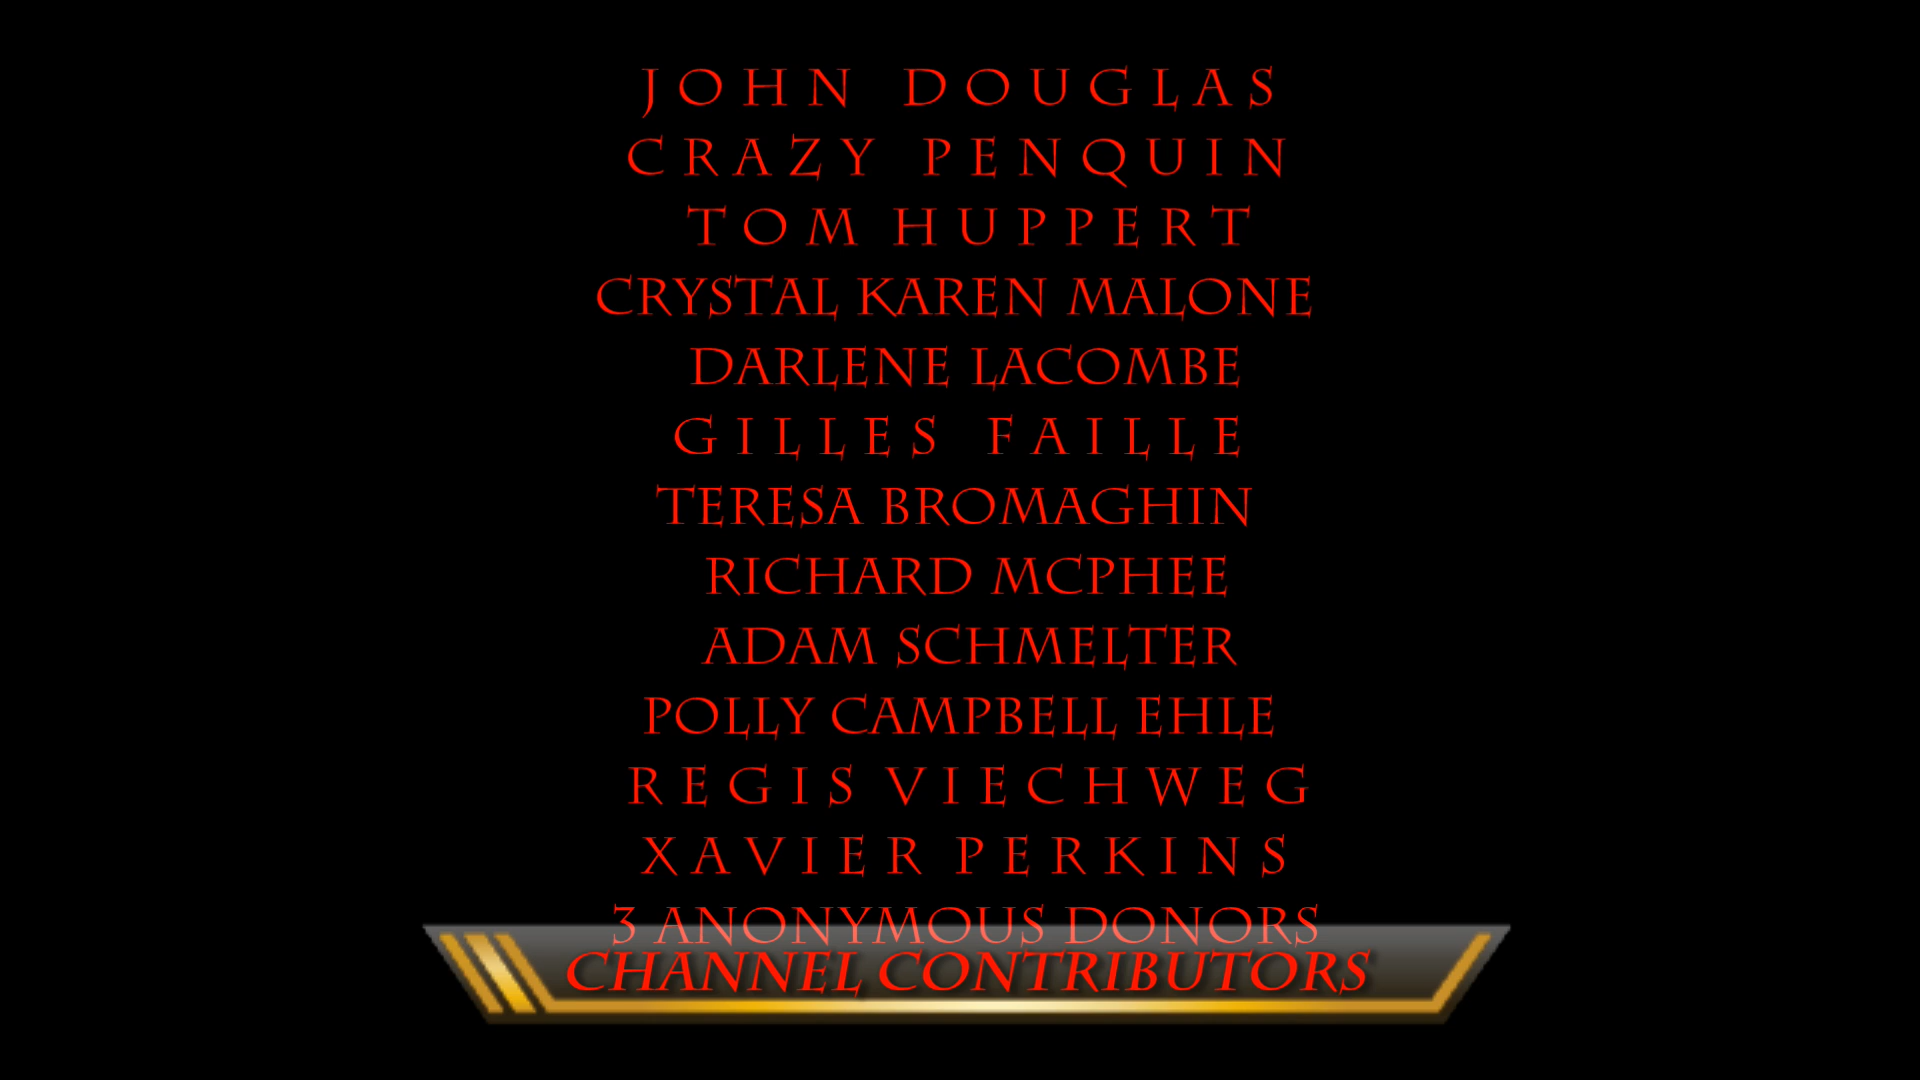 JOHN DOUGLAS
CRAZY PENQUIN
TOM HUPPERT
CRYSTAL KAREN MALONE
DARLENE LACOMBE
GILLES FAILLE
TERESA BROMAGHIN
RICHARD MCPHEE
ADAM SCHMELTER
POLLY CAMPBELL EHLE
REGIS VIECHWEG
XAVIER PERKINS
3 ANONYMOUS DONORS
CHANNEL CONTRIBUTORS